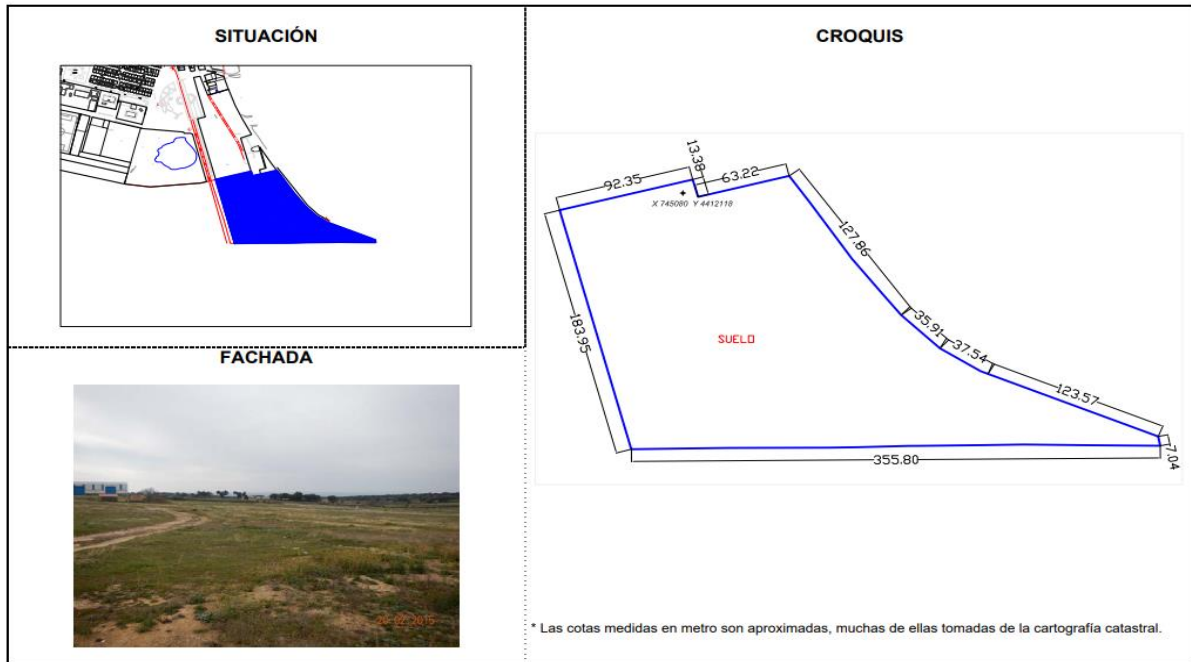 SITUACIÓN
FACHADA
CROQUIS
92.35
13.38
63.22
X 745080 Y 4412118
127.86
183.95
35.91
SUELO
37.54
123.57
7.04
355.80
* Las cotas medidas en metro son aproximadas, muchas de ellas tomadas de la cartografía catastral.